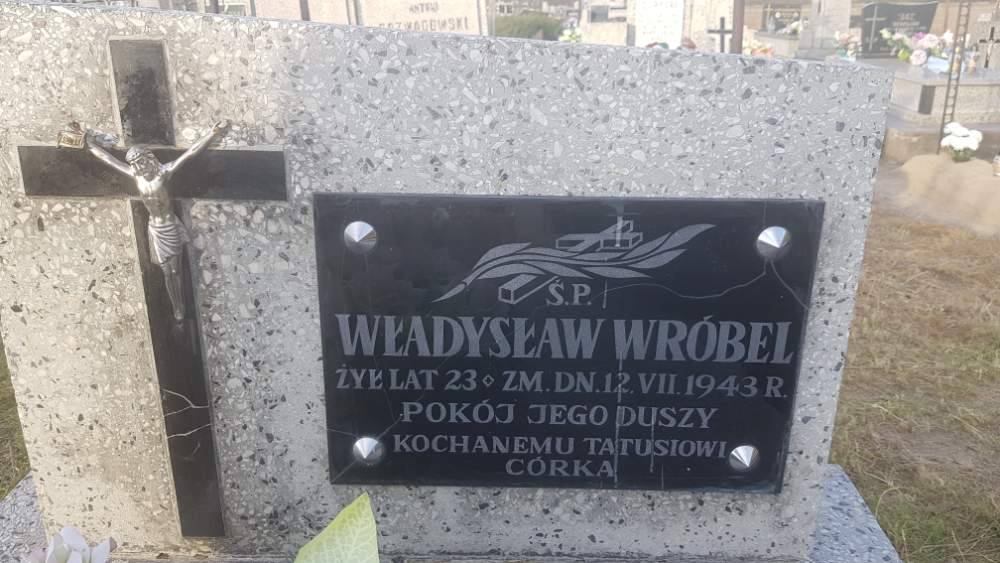 Ś.P.
WŁADYSŁAW WRÓBEL
ŻYŁ LAT 23 ⋄ ZM. DN. 12. VII. 1943 R.
POKÓJ JEGO DUSZY
KOCHANEMU TATUSIOWI
CÓRKA